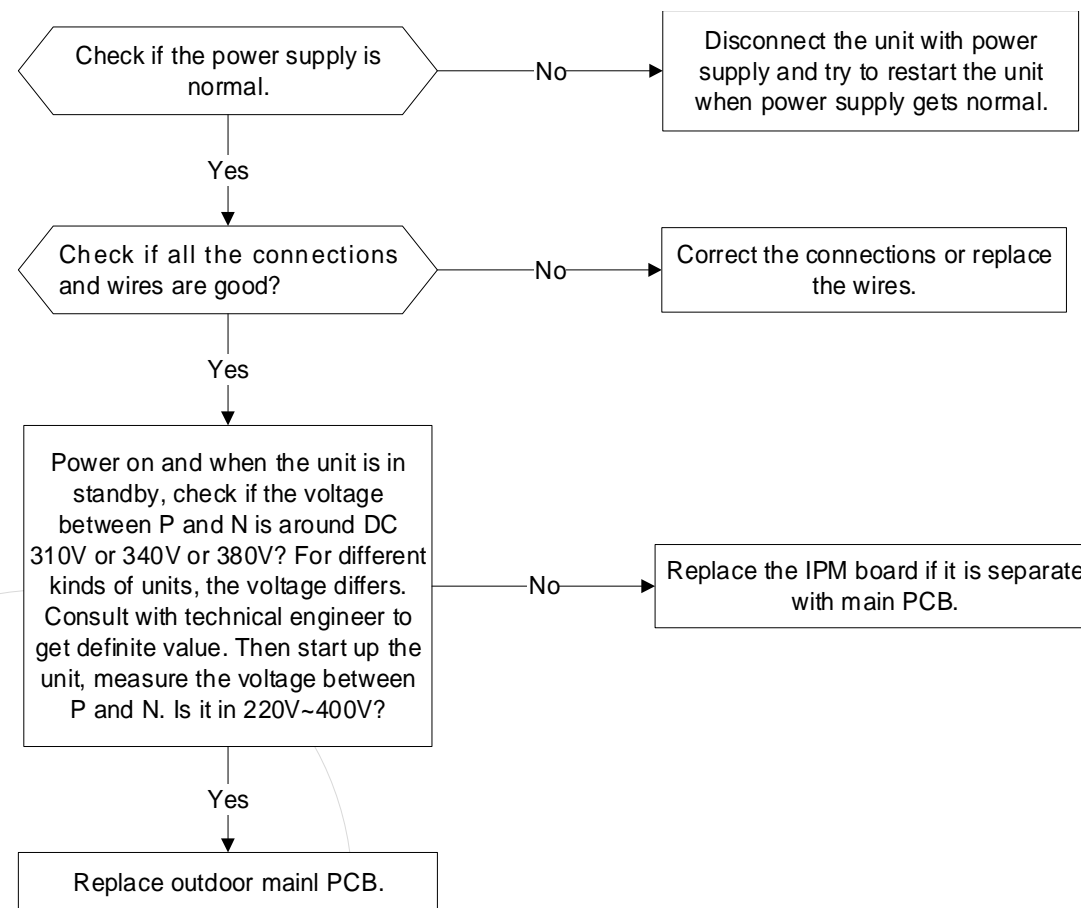 Check if the power supply is
normal.
No
Disconnect the unit with power
supply and try to restart the unit
when power supply gets normal.
Yes
Check if all the connections
and wires are good?
No
Correct the connections or replace
the wires.
Yes
Power on and when the unit is in
standby, check if the voltage
between P and N is around DC
310V or 340V or 380V? For different
kinds of units, the voltage differs.
Consult with technical engineer to
get definite value. Then start up the
unit, measure the voltage between
P and N. Is it in 220V~400V?
No
Replace the IPM board if it is separate
with main PCB.
Yes
Replace outdoor mainl PCB.